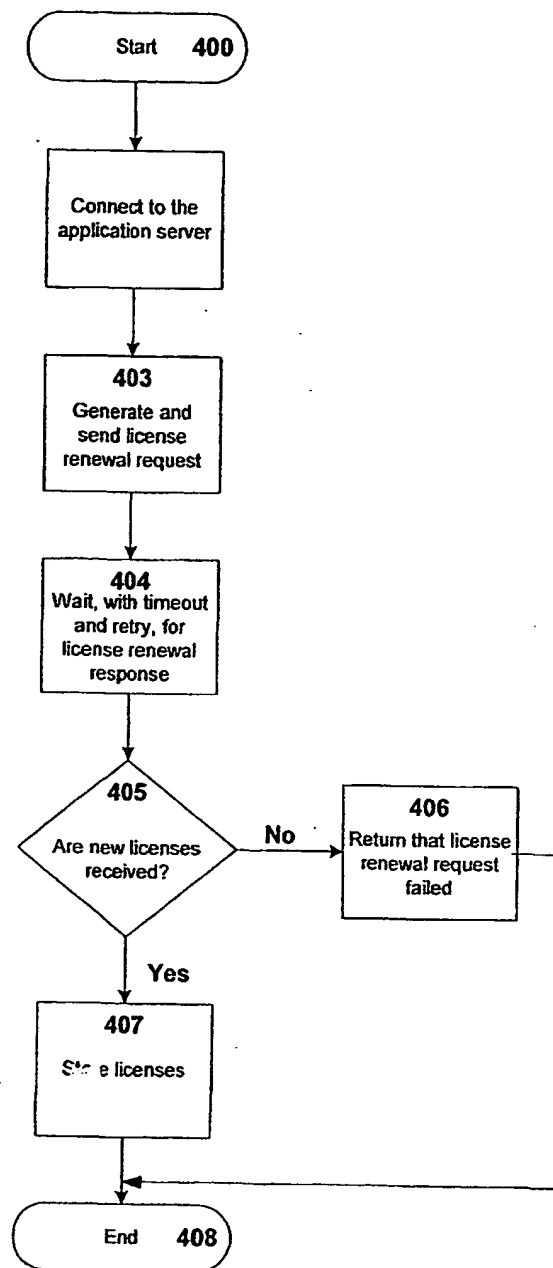 Start 400
Connect to the
application server
403
Generate and
send license
renewal request
404
Wait, with timeout
and retry, for
license renewal
response
405
Are new licenses
received?
No
406
Return that license
renewal request
failed
Yes
407
licenses
End 408